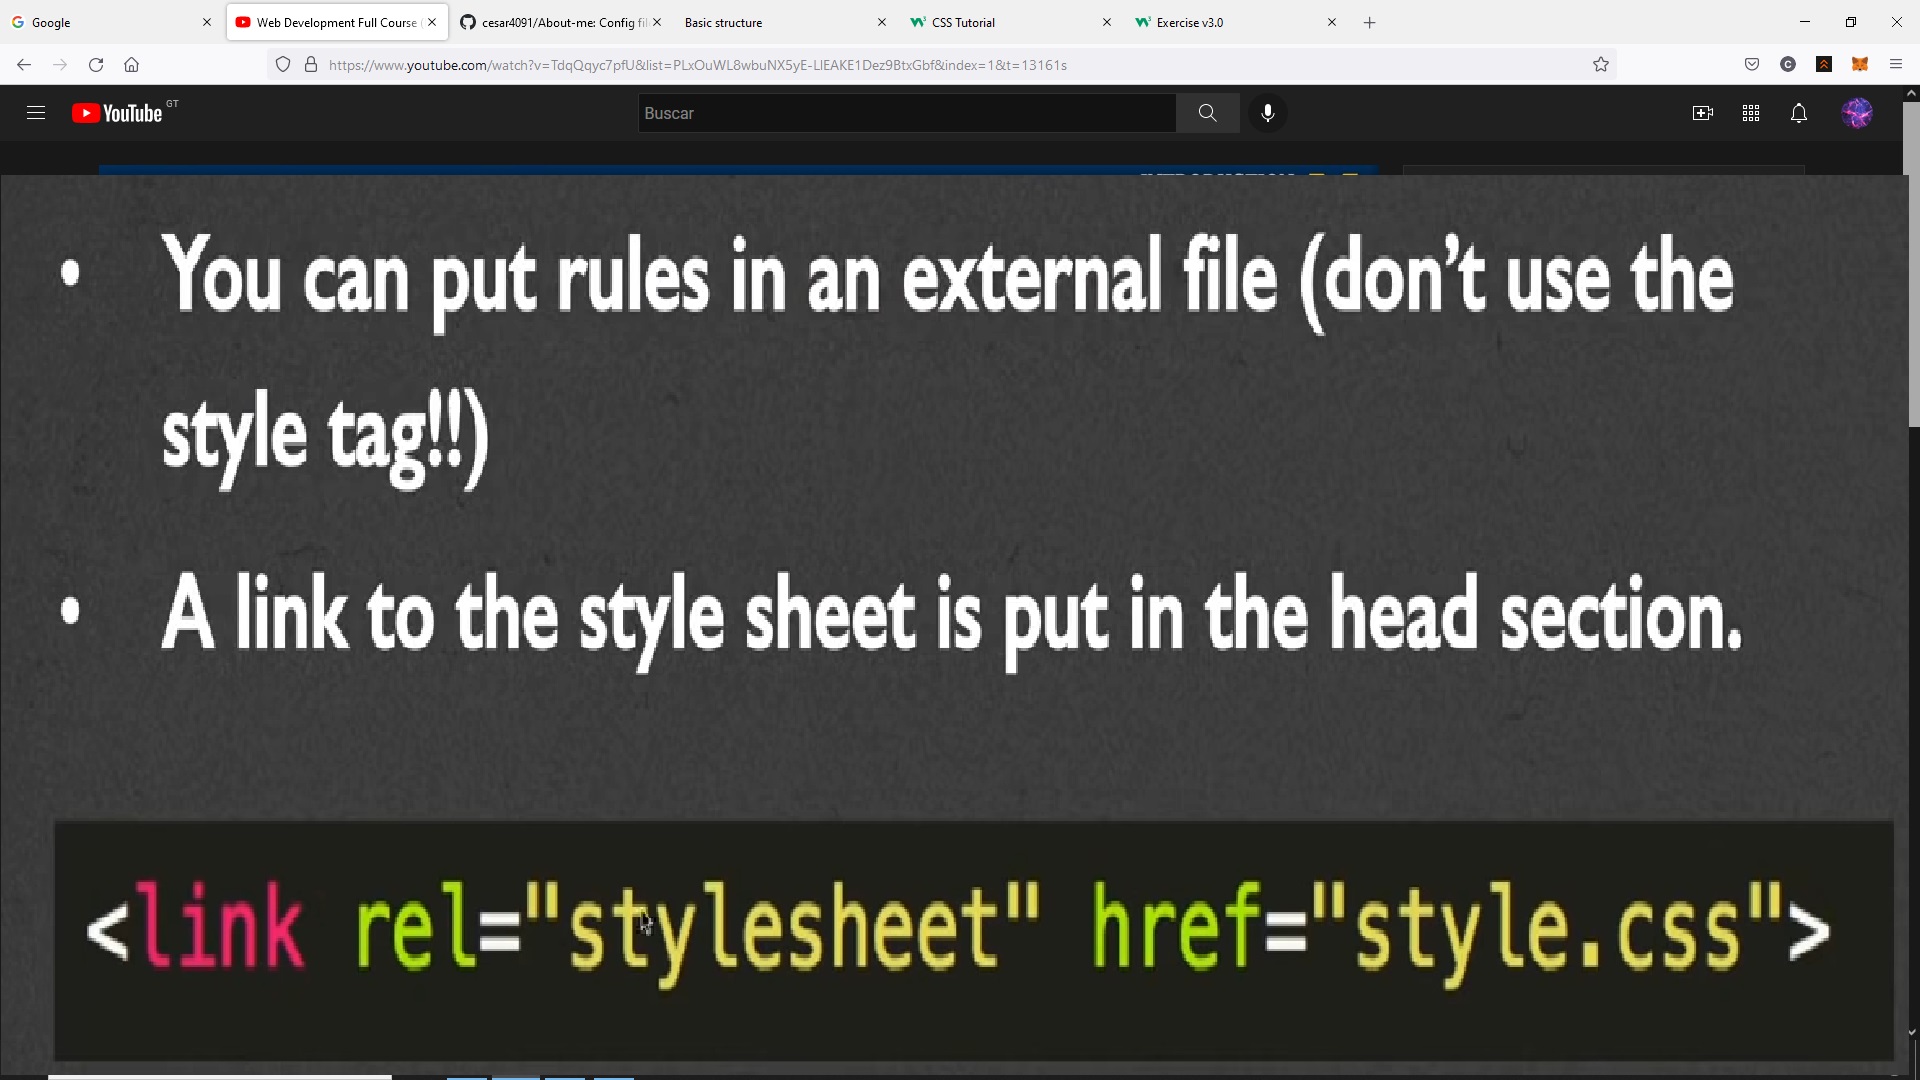 Google
Web Development Full Course (
cesar4091/About-me: Config fil
Basic structure
CSS Tutorial
Exercise v3.0
https://www.youtube.com/watch?v=TdqQqyc7pfU&list=PLxOuWL8wbuNX5yE-LlEAKE1Dez9BtxGbf&index=1&t=13161s
YouTube GT
Buscar
• You can put rules in an external file (don’t use the
style tag!!)
• A link to the style sheet is put in the head section.
<link rel="stylesheet" href="style.css">